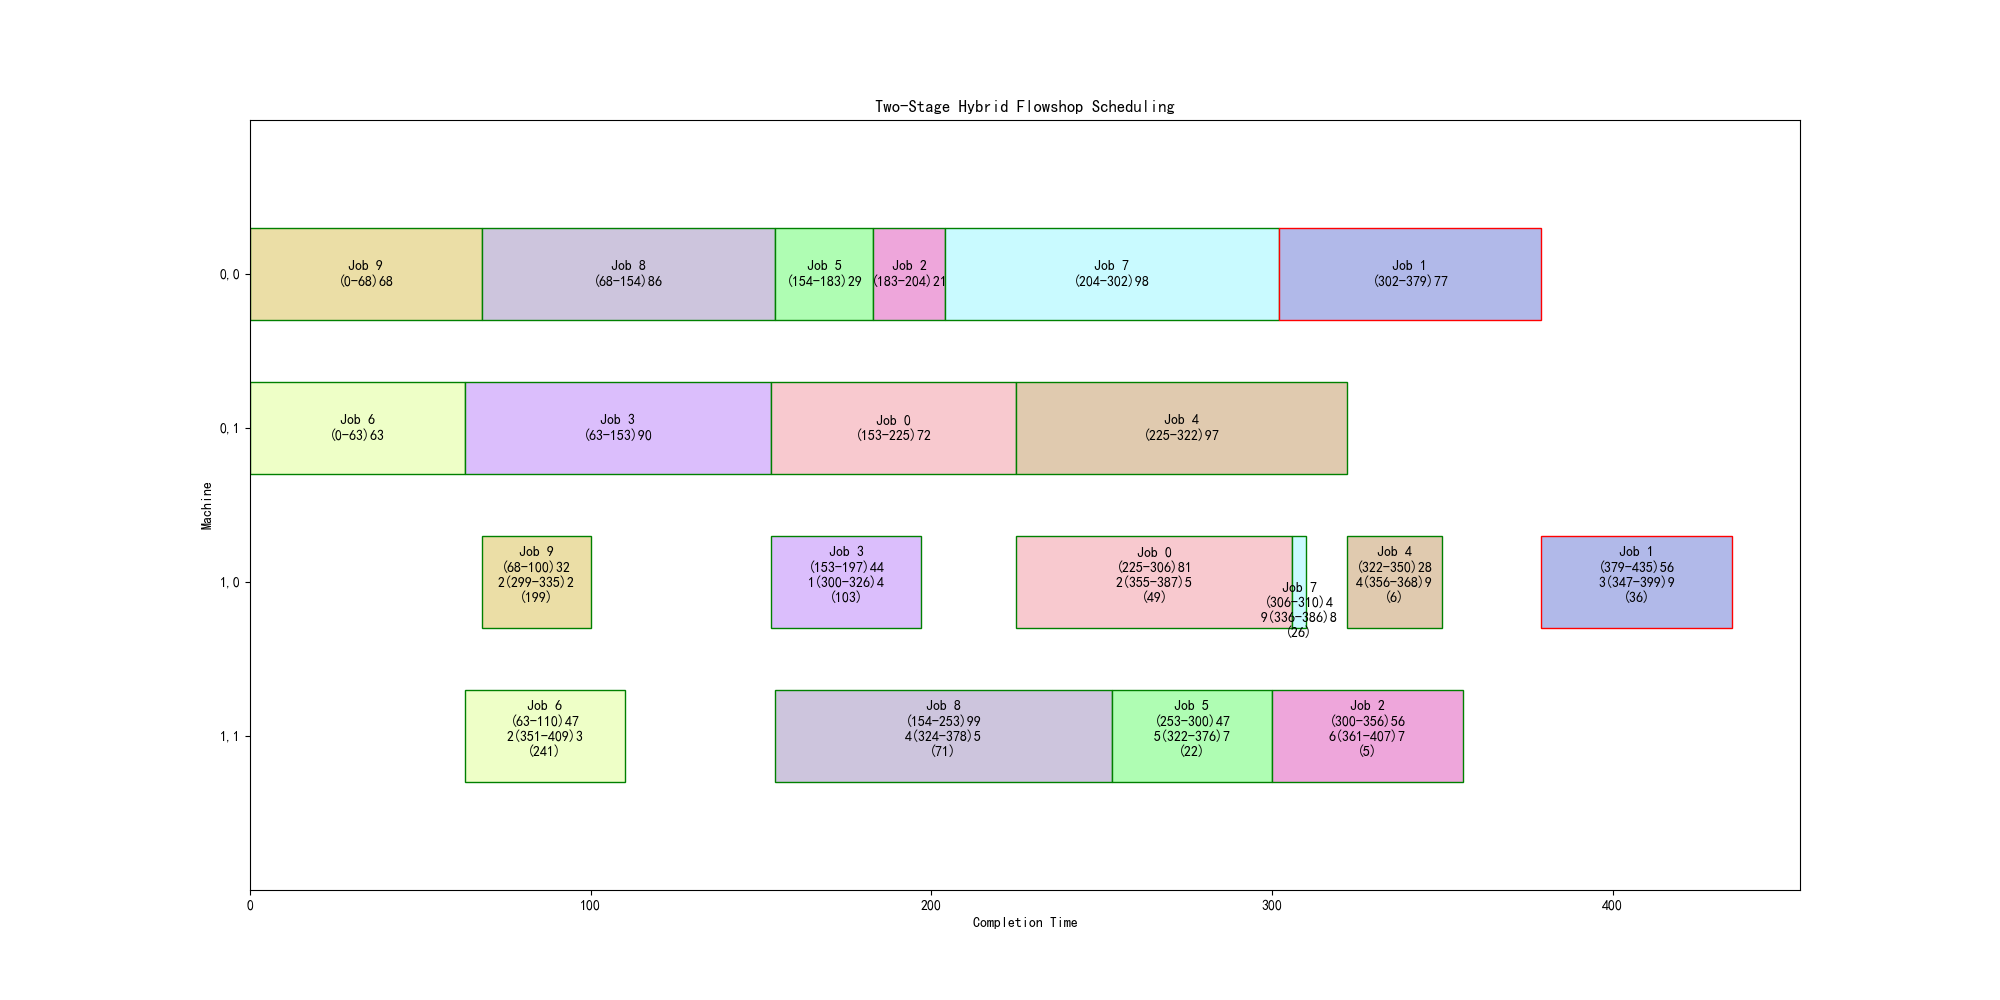 Two-Stage Hybrid Flowshop Scheduling
0,0
Job 9
(0-68)68
Job 8
(68-154)86
Job 5
(154-183)29
Job 2
(183-204)21
Job 7
(204-302)98
Job 1
(302-379)77
0,1
Job 6
(0-63)63
Job 3
(63-153)90
Job 0
(153-225)72
Job 4
(225-322)97
Machine
1,0
Job 9
(68-100)32
2(299-335)2
(199)
Job 3
(153-197)44
1(300-326)4
(103)
Job 0
(225-306)81
2(355-387)5
(49)
Job 7
(306-310)4
9(336-386)8
(26)
Job 4
(322-350)28
4(356-368)9
(6)
Job 1
(379-435)56
3(347-399)9
(36)
1,1
Job 6
(63-110)47
2(351-409)3
(241)
Job 8
(154-253)99
4(324-378)5
(71)
Job 5
(253-300)47
5(322-376)7
(22)
Job 2
(300-356)56
6(361-407)7
(5)
0 100 200 300 400
Completion Time